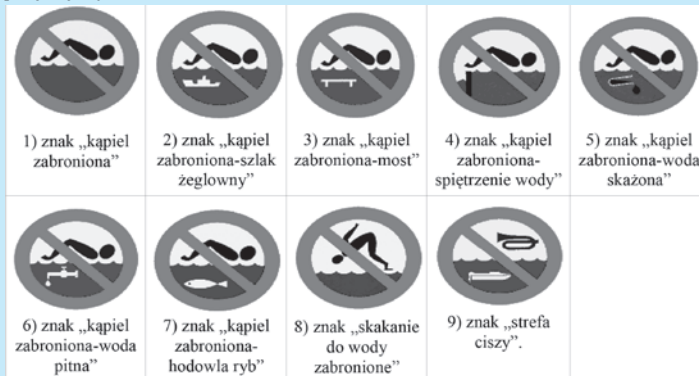 1) znak „kąpiel
zabroniona”
2) znak „kąpiel
zabroniona-szlak
żeglowny”
3) znak „kąpiel
zabroniona-most”
4) znak „kąpiel
zabroniona-
spiętrzenie wody”
5) znak „kąpiel
zabroniona-woda
skażona”
6) znak „kąpiel
zabroniona-woda
pitna”
7) znak „kąpiel
zabroniona-
hodowla ryb”
8) znak „skakanie
do wody
zabronione”
9) znak „strefa
ciszy”.